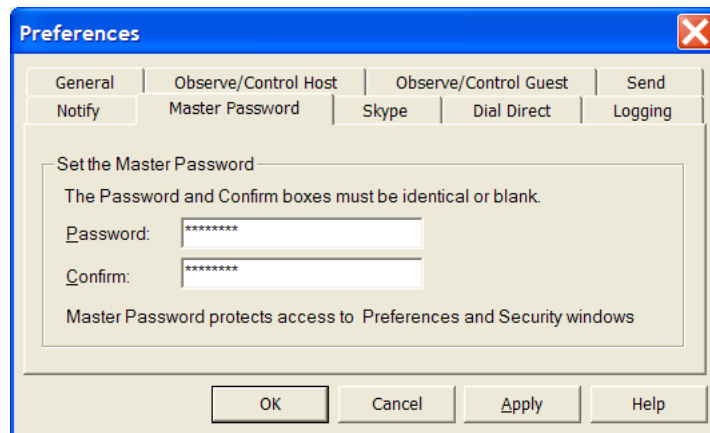 Preferences
General Observe/Control Host Observe/Control Guest Send
Notify Master Password Skype Dial Direct Logging
Set the Master Password
The Password and Confirm boxes must be identical or blank.
Password: ********
Confirm: ********
Master Password protects access to Preferences and Security windows
OK Cancel Apply Help